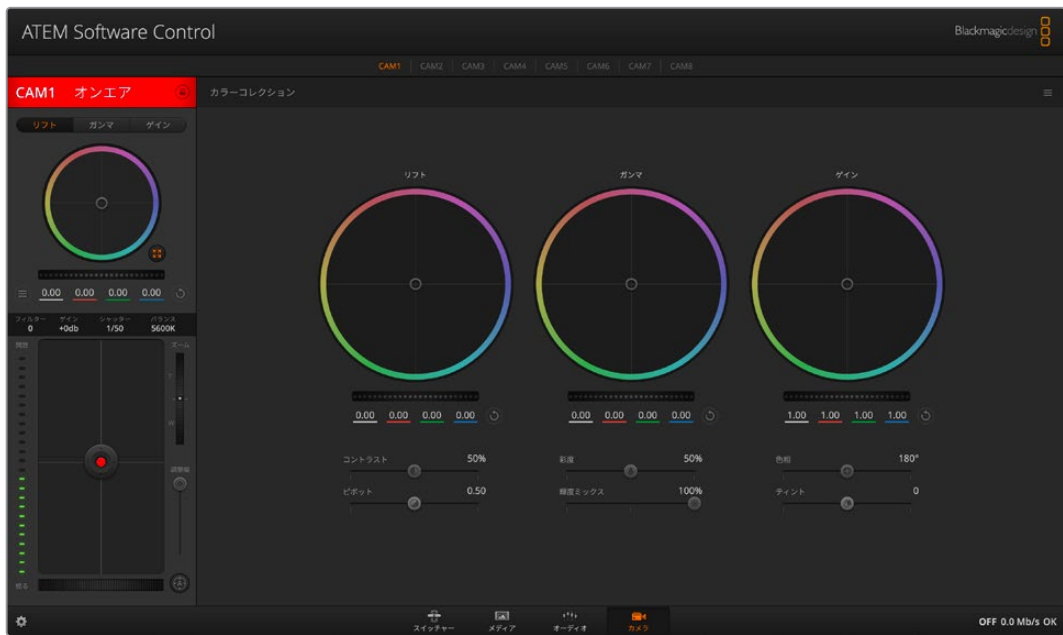 ATEM Software Control
Blackmagicdesign
CAM1 CAM2 CAM3 CAM4 CAM5 CAM6 CAM7 CAM8
CAM1 オンエア
カラーコレクション
リフト ガンマ ゲイン
0.00 0.00 0.00 0.00
フィルター ゲイン シャッター バランス
0 +0db 1/50 5600K
開放 ズーム
T
W
調整幅
絞る
リフト ガンマ ゲイン
0.00 0.00 0.00 0.00
0.00 0.00 0.00 0.00
1.00 1.00 1.00 1.00
コントラスト 50%
彩度 50%
色相 180°
ピボット 0.50
輝度ミックス 100%
ティント 0
スイッチャー メディア オーディオ カメラ
OFF 0.0 Mb/s OK